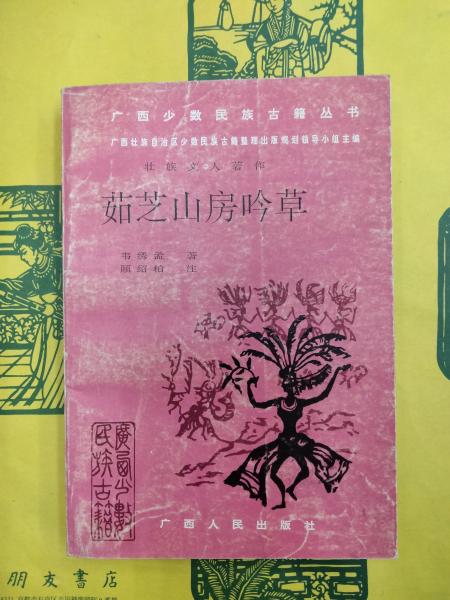 广西少数民族古籍丛书
广西壮族自治区少数民族古籍整理出版规划领导小组主编
壮族文人著作
茹芝山房吟草
韦绣孟 著
顾绍柏 注
廣西少數
民族古籍
广西人民出版社
朋友書店